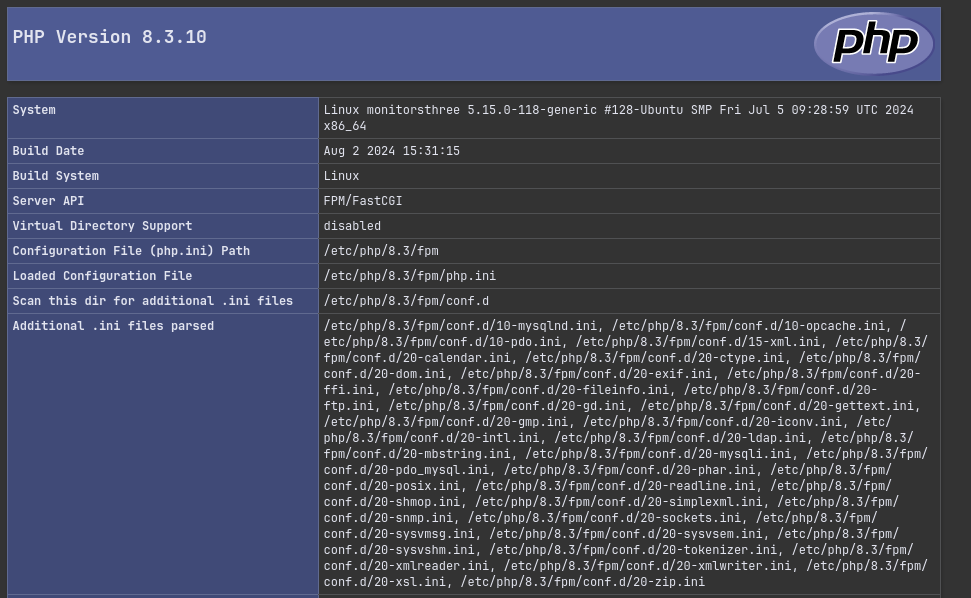 PHP Version 8.3.10
php
System
Linux monitorsthree 5.15.0-118-generic #128-Ubuntu SMP Fri Jul 5 09:28:59 UTC 2024
x86_64
Build Date
Aug 2 2024 15:31:15
Build System
Linux
Server API
FPM/FastCGI
Virtual Directory Support
disabled
Configuration File (php.ini) Path
/etc/php/8.3/fpm
Loaded Configuration File
/etc/php/8.3/fpm/php.ini
Scan this dir for additional .ini files
/etc/php/8.3/fpm/conf.d
Additional .ini files parsed
/etc/php/8.3/fpm/conf.d/10-mysqlnd.ini, /etc/php/8.3/fpm/conf.d/10-opcache.ini, /
etc/php/8.3/fpm/conf.d/10-pdo.ini, /etc/php/8.3/fpm/conf.d/15-xml.ini, /etc/php/8.3/
fpm/conf.d/20-calendar.ini, /etc/php/8.3/fpm/conf.d/20-ctype.ini, /etc/php/8.3/fpm/
conf.d/20-dom.ini, /etc/php/8.3/fpm/conf.d/20-exif.ini, /etc/php/8.3/fpm/conf.d/20-
ffi.ini, /etc/php/8.3/fpm/conf.d/20-fileinfo.ini, /etc/php/8.3/fpm/conf.d/20-
ftp.ini, /etc/php/8.3/fpm/conf.d/20-gd.ini, /etc/php/8.3/fpm/conf.d/20-gettext.ini,
/etc/php/8.3/fpm/conf.d/20-gmp.ini, /etc/php/8.3/fpm/conf.d/20-iconv.ini, /etc/
php/8.3/fpm/conf.d/20-intl.ini, /etc/php/8.3/fpm/conf.d/20-ldap.ini, /etc/php/8.3/
fpm/conf.d/20-mbstring.ini, /etc/php/8.3/fpm/conf.d/20-mysqli.ini, /etc/php/8.3/fpm/
conf.d/20-pdo_mysql.ini, /etc/php/8.3/fpm/conf.d/20-phar.ini, /etc/php/8.3/fpm/
conf.d/20-posix.ini, /etc/php/8.3/fpm/conf.d/20-readline.ini, /etc/php/8.3/fpm/
conf.d/20-shmop.ini, /etc/php/8.3/fpm/conf.d/20-simplexml.ini, /etc/php/8.3/fpm/
conf.d/20-snmp.ini, /etc/php/8.3/fpm/conf.d/20-sockets.ini, /etc/php/8.3/fpm/
conf.d/20-sysvmsg.ini, /etc/php/8.3/fpm/conf.d/20-sysvsem.ini, /etc/php/8.3/fpm/
conf.d/20-sysvshm.ini, /etc/php/8.3/fpm/conf.d/20-tokenizer.ini, /etc/php/8.3/fpm/
conf.d/20-xmlreader.ini, /etc/php/8.3/fpm/conf.d/20-xmlwriter.ini, /etc/php/8.3/fpm/
conf.d/20-xsl.ini, /etc/php/8.3/fpm/conf.d/20-zip.ini